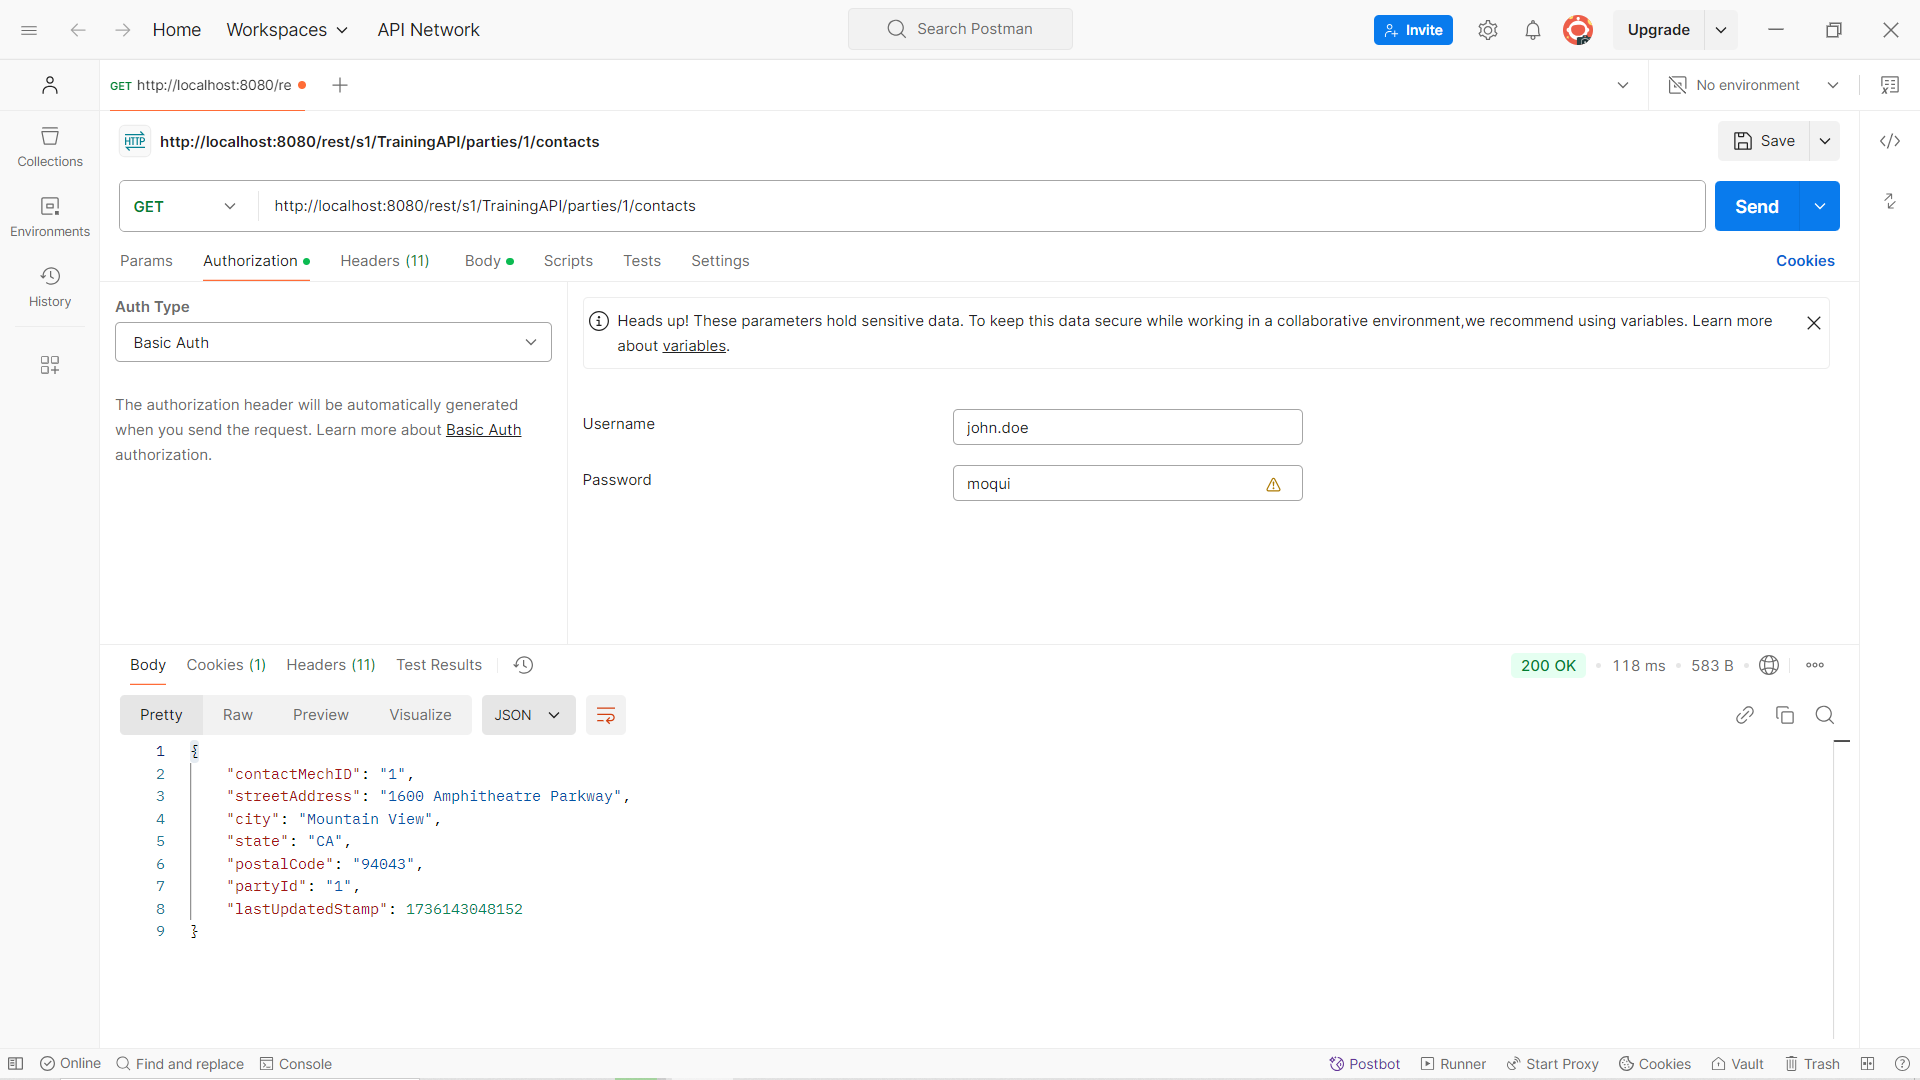 Home Workspaces API Network Search Postman Invite Upgrade
GET http://localhost:8080/re No environment
HTTP http://localhost:8080/rest/s1/TrainingAPI/parties/1/contacts Save
Collections
Environments
History
GET http://localhost:8080/rest/s1/TrainingAPI/parties/1/contacts Send
Params Authorization Headers (11) Body Scripts Tests Settings Cookies
Auth Type
Basic Auth
The authorization header will be automatically generated
when you send the request. Learn more about Basic Auth
authorization.
Heads up! These parameters hold sensitive data. To keep this data secure while working in a collaborative environment,we recommend using variables. Learn more
about variables.
Username john.doe
Password moqui
Body Cookies (1) Headers (11) Test Results 200 OK 118 ms 583 B
Pretty Raw Preview Visualize JSON
1 {
2 "contactMechID": "1",
3 "streetAddress": "1600 Amphitheatre Parkway",
4 "city": "Mountain View",
5 "state": "CA",
6 "postalCode": "94043",
7 "partyId": "1",
8 "lastUpdatedStamp": 1736143048152
9 }
Online Find and replace Console Postbot Runner Start Proxy Cookies Vault Trash